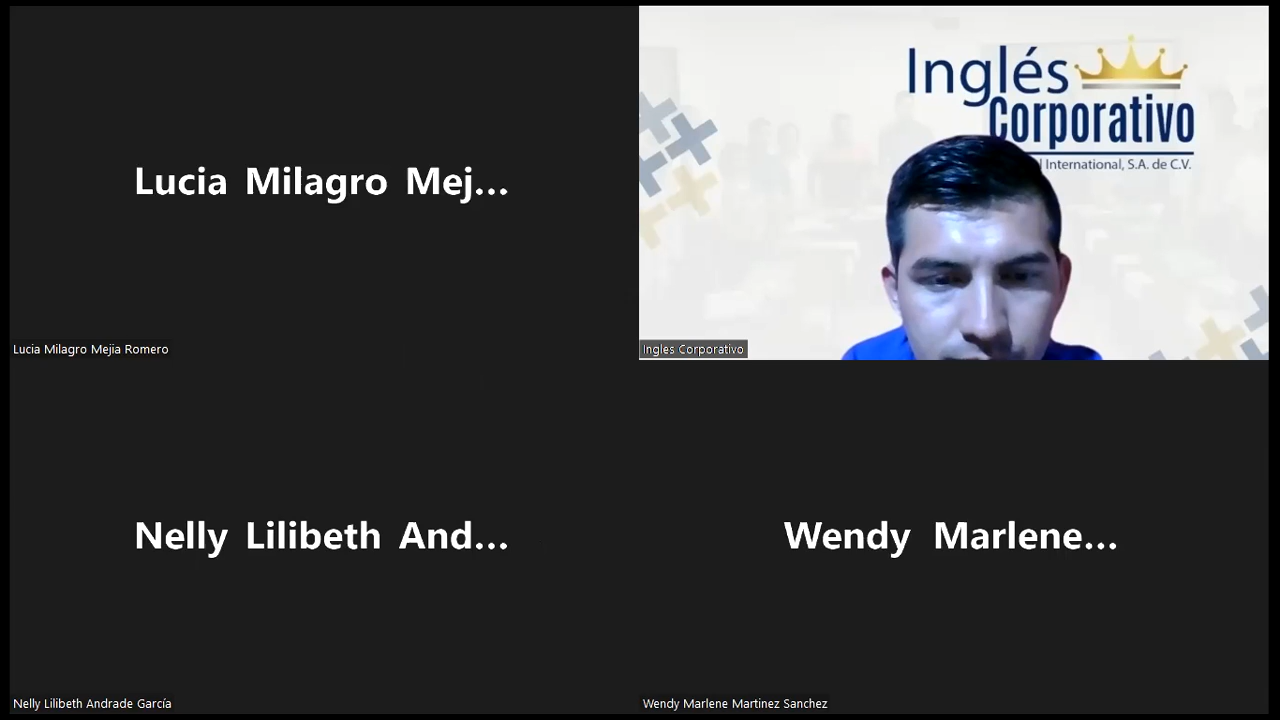 Lucia Milagro Mej...
Lucia Milagro Mejia Romero
Inglés
Corporativo
l International, S.A. de C.V.
Ingles Corporativo
Nelly Lilibeth And...
Nelly Lilibeth Andrade García
Wendy Marlene...
Wendy Marlene Martinez Sanchez